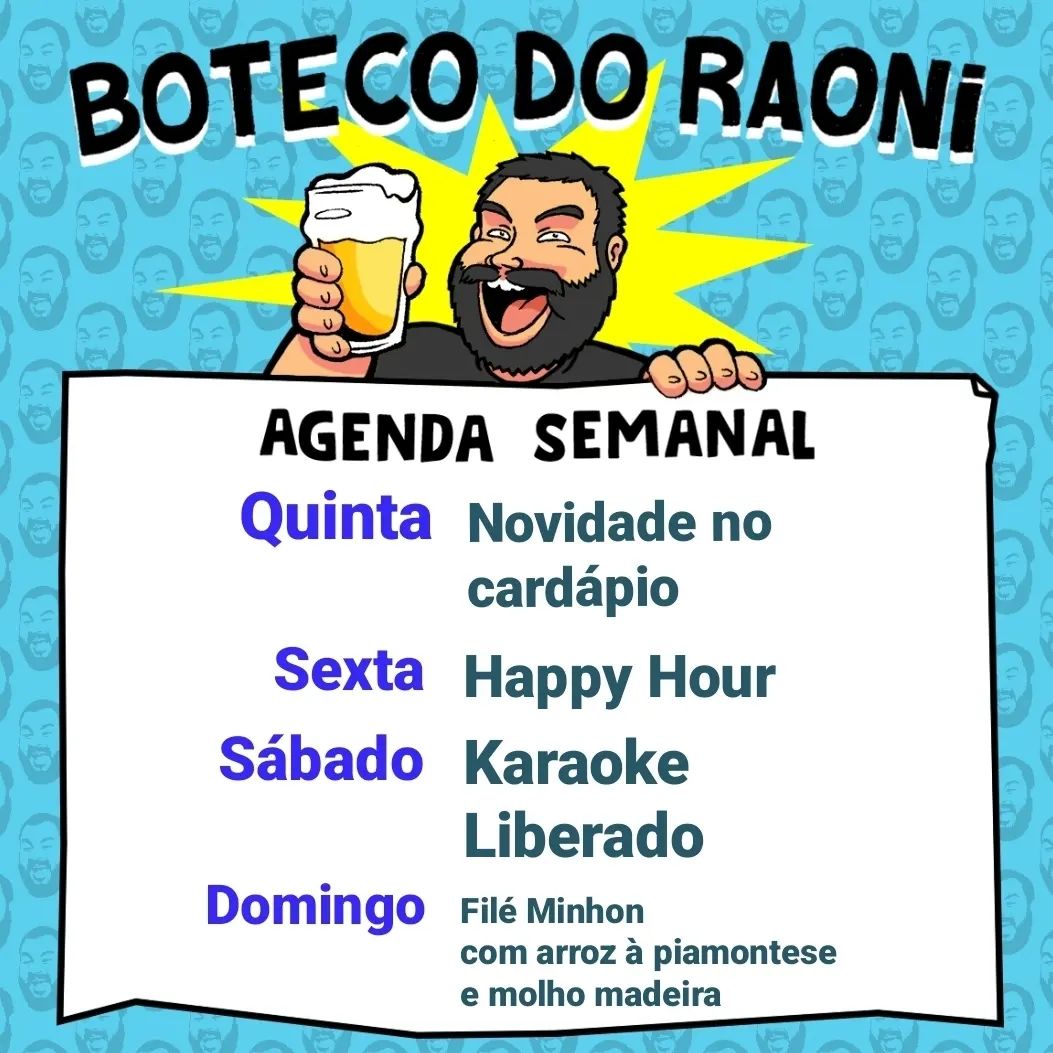 BOTECO DO RAONi
AGENDA SEMANAL
Quinta Novidade no
cardápio
Sexta Happy Hour
Sábado Karaoke
Liberado
Domingo Filé Minhon
com arroz à piamontese
e molho madeira